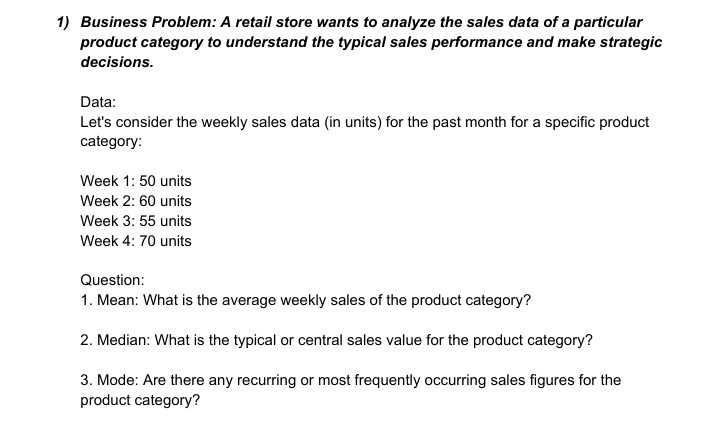 1) Business Problem: A retail store wants to analyze the sales data of a particular
product category to understand the typical sales performance and make strategic
decisions.
Data:
Let's consider the weekly sales data (in units) for the past month for a specific product
category:
Week 1: 50 units
Week 2: 60 units
Week 3: 55 units
Week 4: 70 units
Question:
1. Mean: What is the average weekly sales of the product category?
2. Median: What is the typical or central sales value for the product category?
3. Mode: Are there any recurring or most frequently occurring sales figures for the
product category?